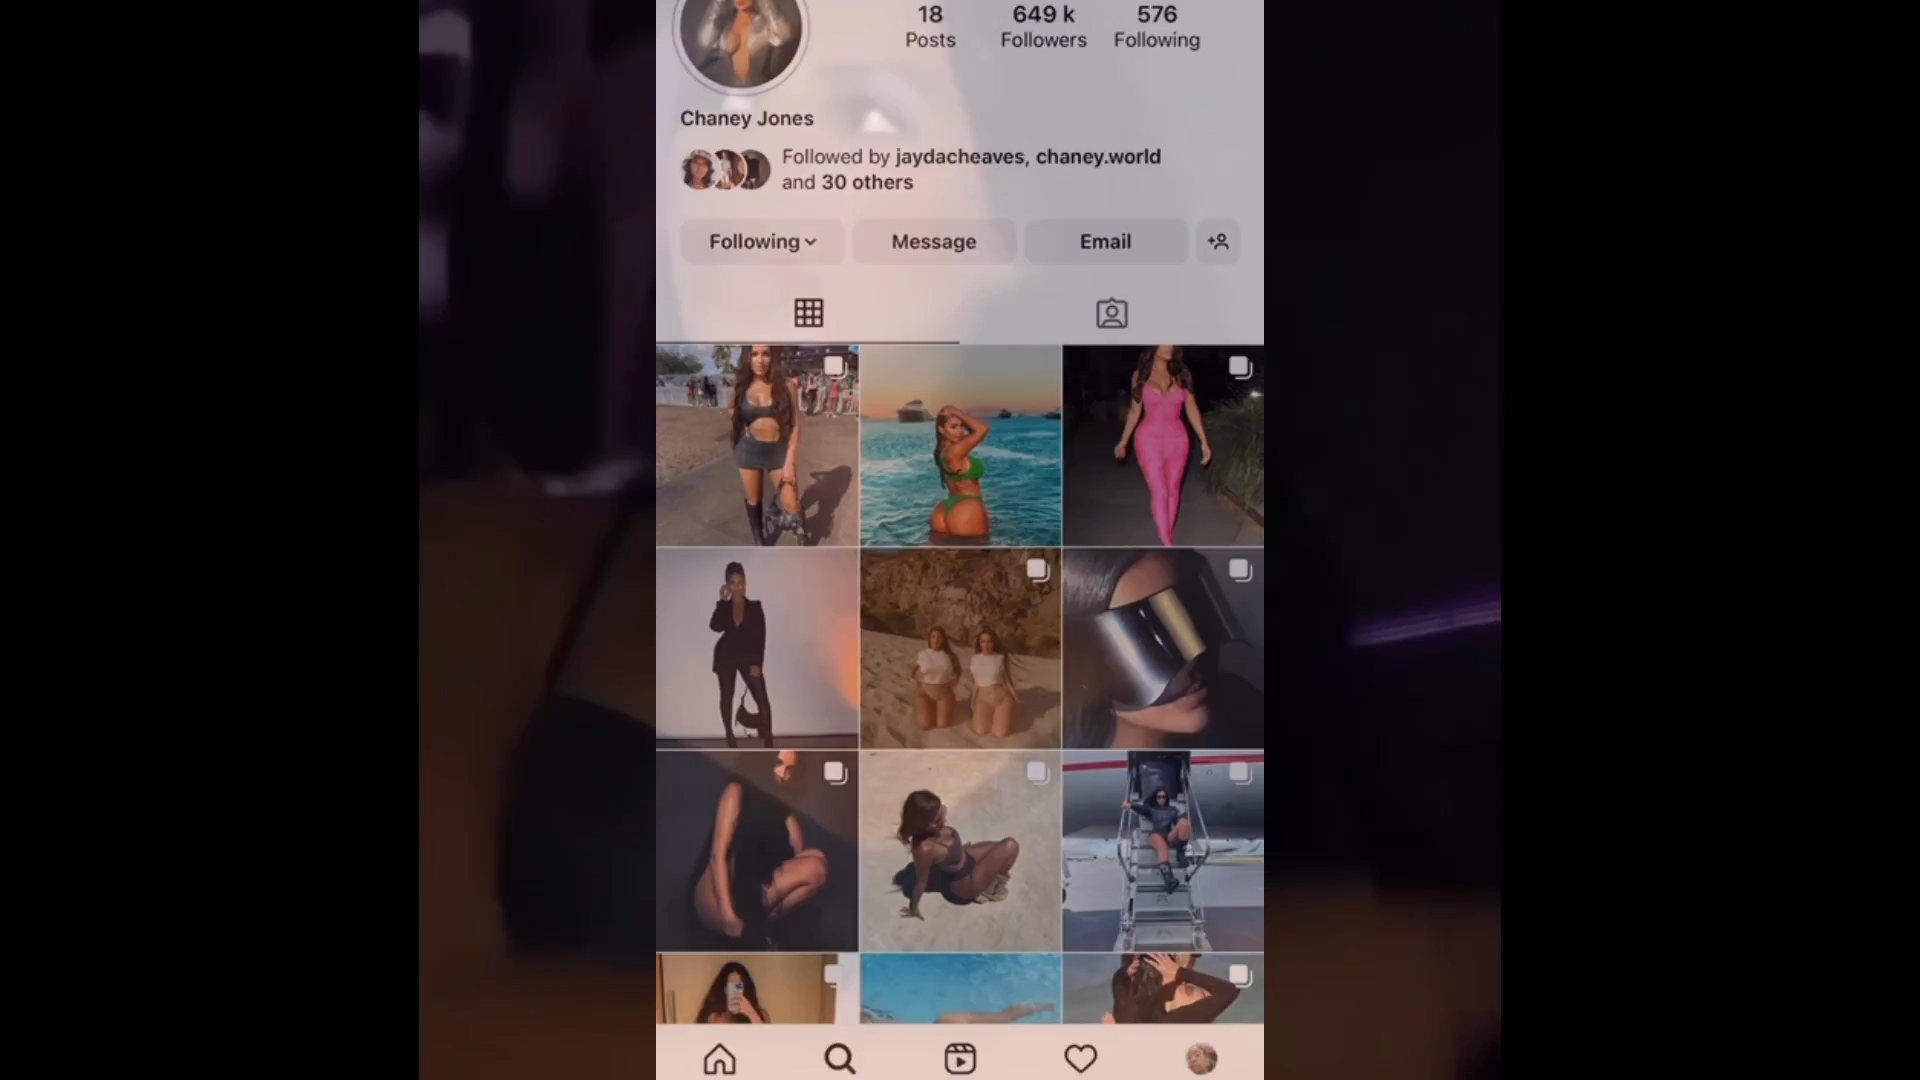 18 649 k 576
Posts Followers Following
Chaney Jones
Followed by jaydacheaves, chaney.world
and 30 others
Following Message Email